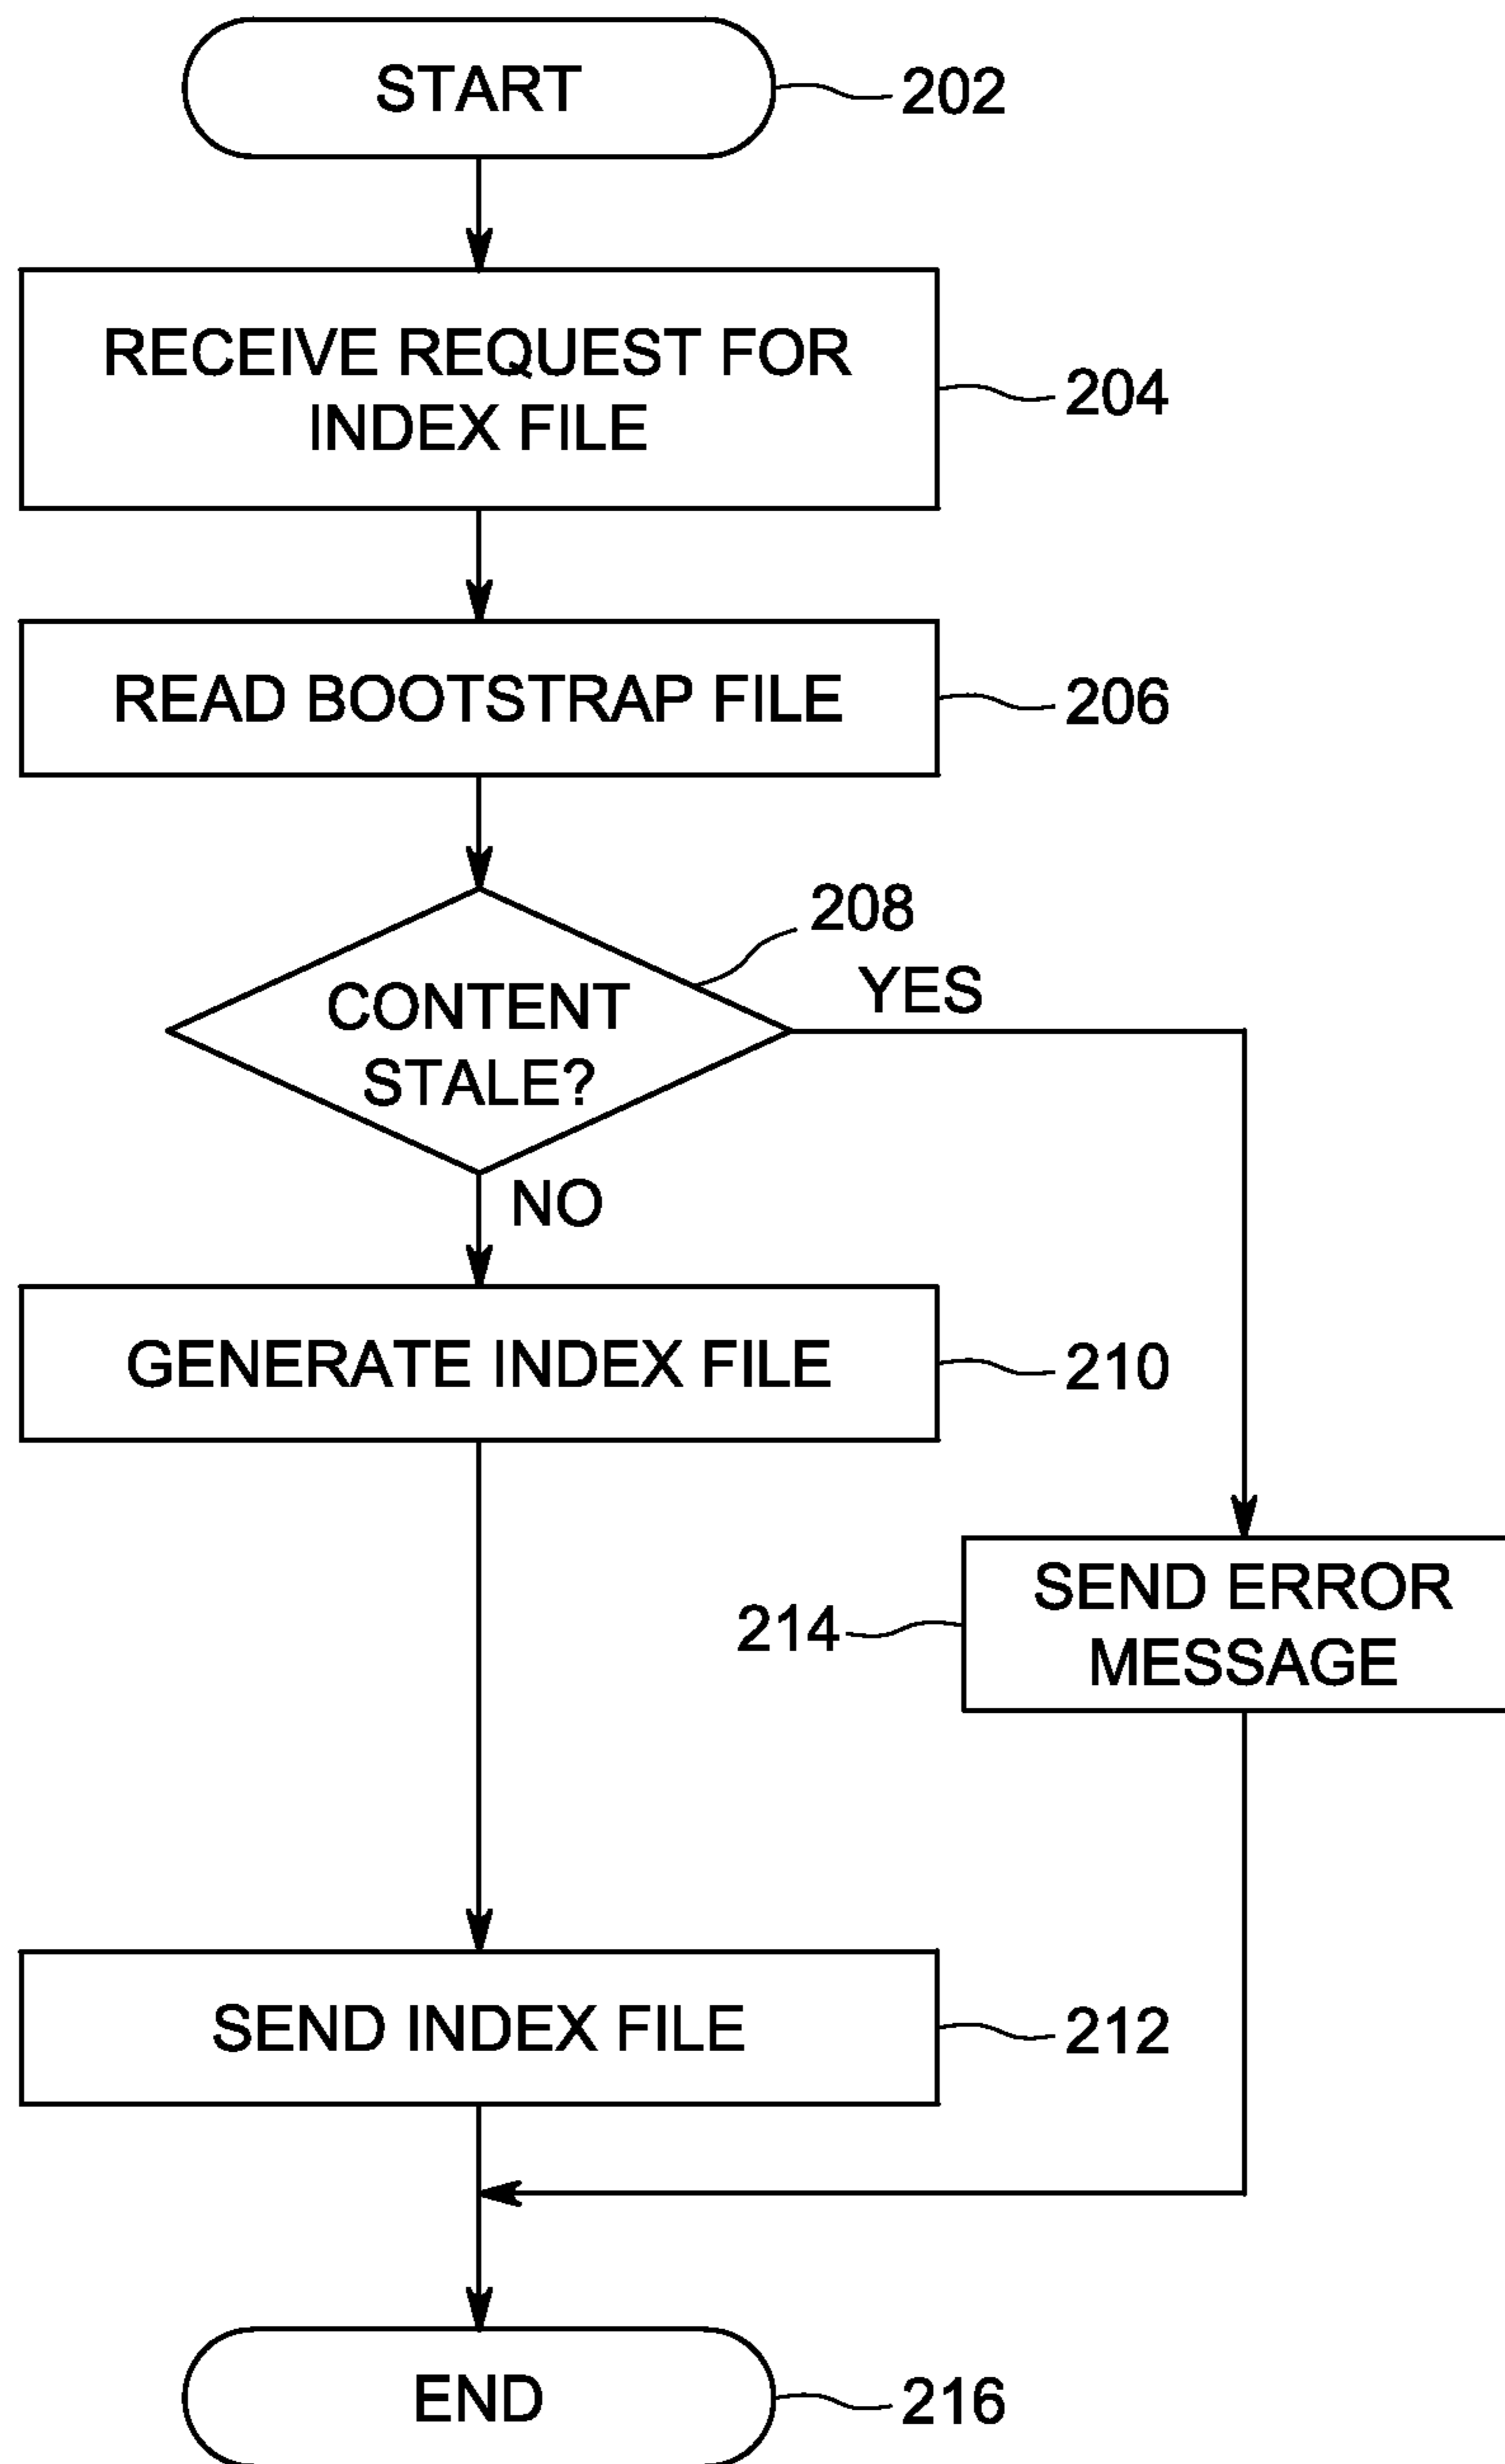 START
202
RECEIVE REQUEST FOR
INDEX FILE
204
READ BOOTSTRAP FILE
206
208
CONTENT
STALE?
YES
NO
GENERATE INDEX FILE
210
SEND ERROR
MESSAGE
214
SEND INDEX FILE
212
END
216